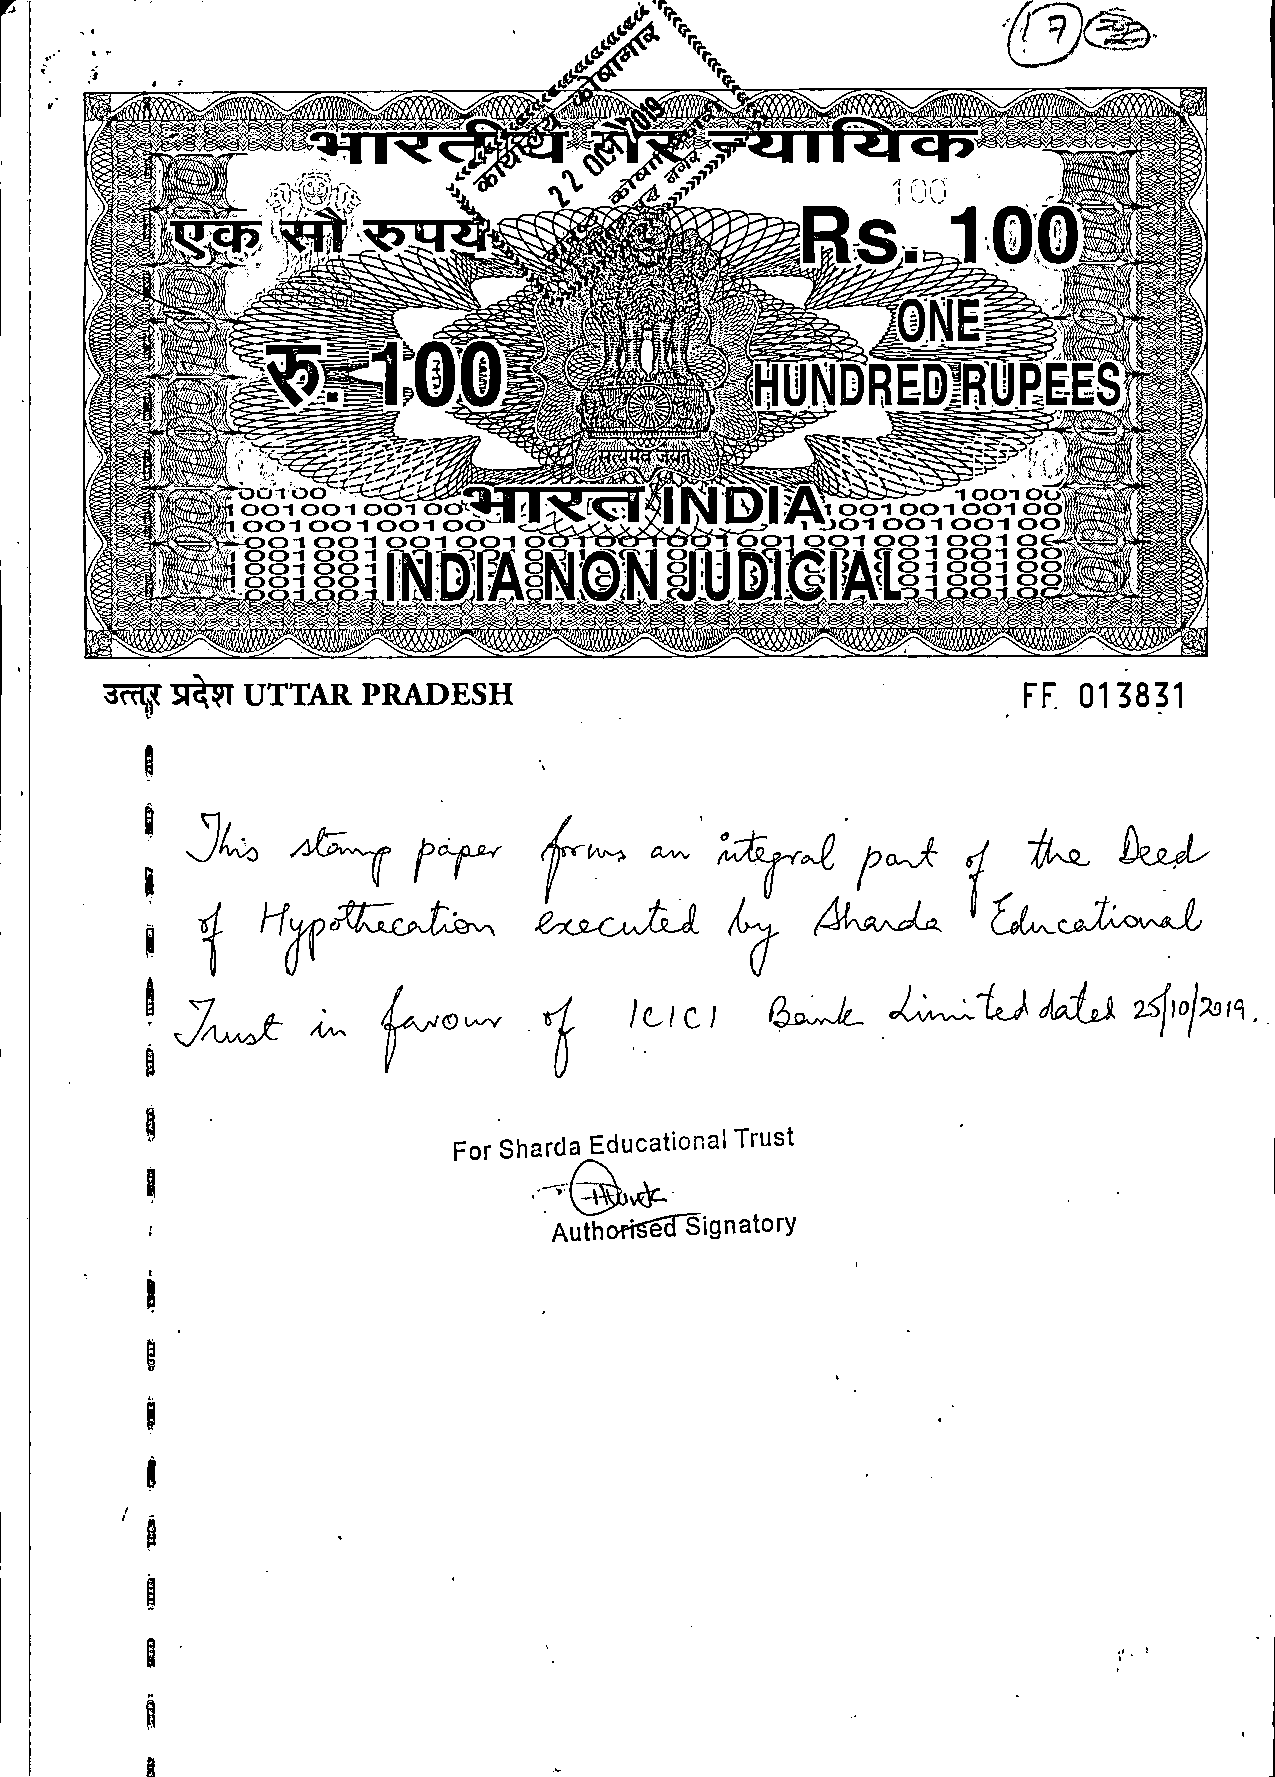 17
कार्यालय कोषागार
22 OCT 2019
भारतीय गैर न्यायिक
100
एक सौ रुपये
Rs. 100
ONE
रु. 100
HUNDRED RUPEES
सत्यमेव जयते
भारत INDIA
INDIA NON JUDICIAL
उत्तर प्रदेश UTTAR PRADESH
FF 013831
This stamp paper forms an integral part of the Deed
of Hypothecation executed by Sharda Educational
Trust in favour of ICICI Bank Limited dated 25/10/2019.
For Sharda Educational Trust
Authorised Signatory